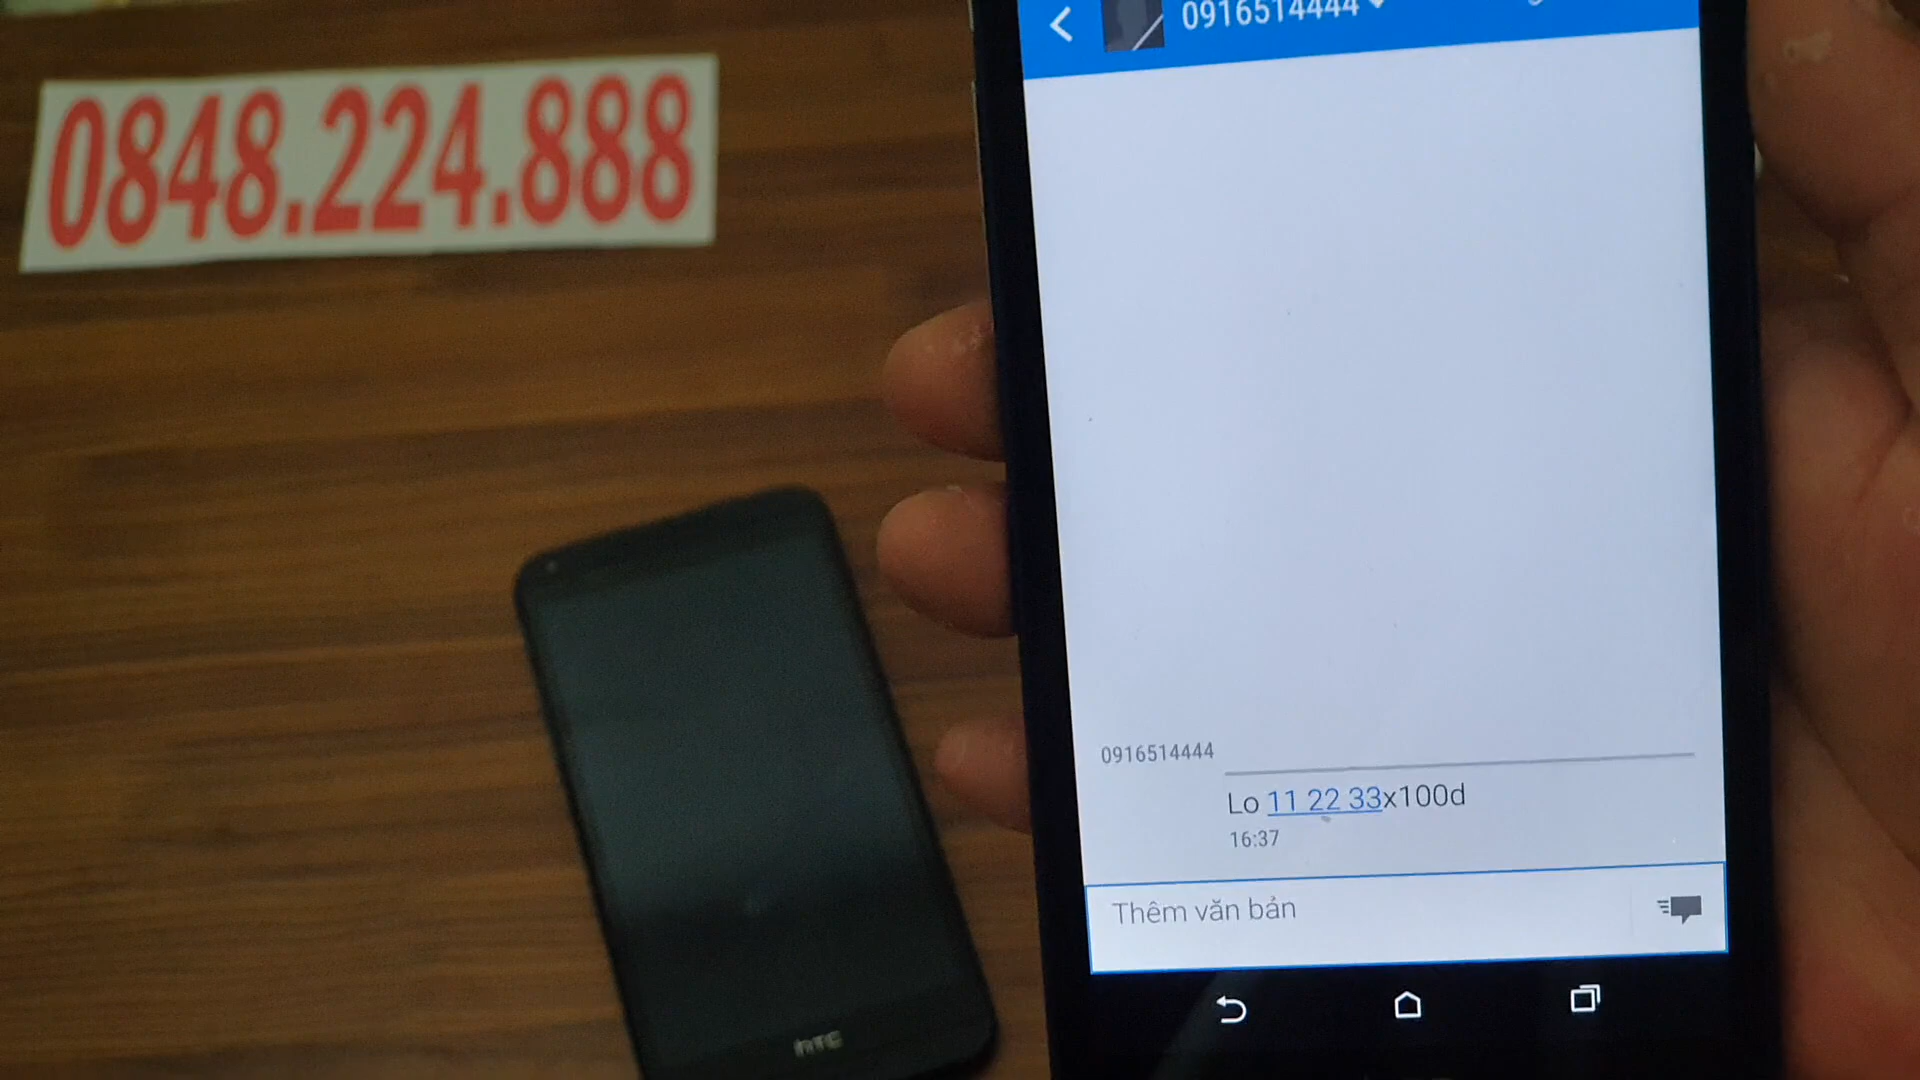 0848.224.888
0916514444
0916514444
Lo 11 22 33x100d
16:37
Thêm văn bản
hTC